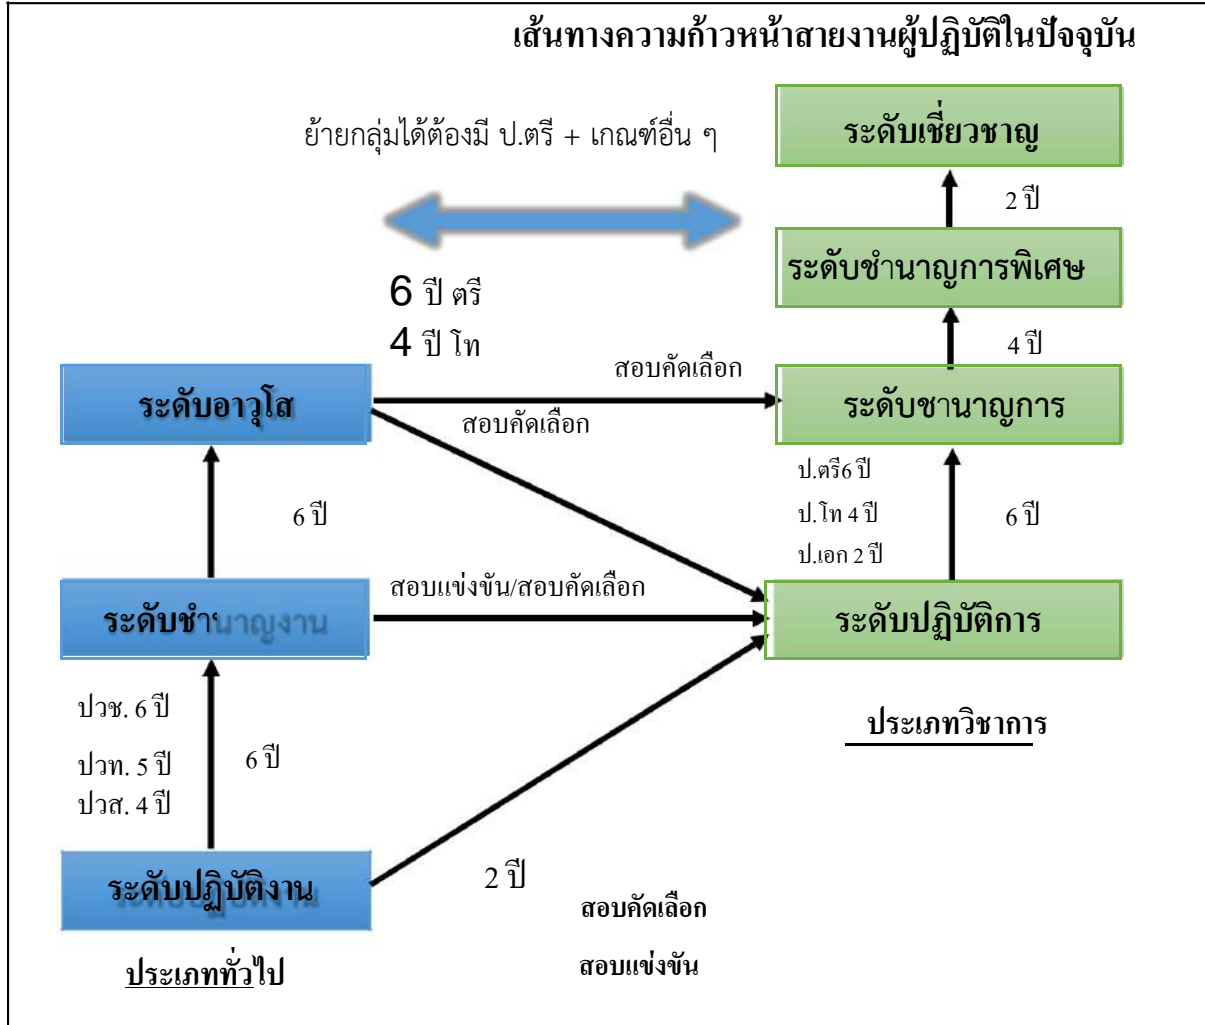 เส้นทางความก้าวหน้าสายงานผู้ปฏิบัติในปัจจุบัน
ระดับเชี่ยวชาญ
ย้ายกลุ่มได้ต้องมี ป.ตรี + เกณฑ์อื่น ๆ
2 ปี
ระดับชำนาญการพิเศษ
6 ปี ตรี
4 ปี โท
4 ปี
สอบคัดเลือก
ระดับอาวุโส
ระดับชานาญการ
สอบคัดเลือก
ป.ตรี6 ปี
6 ปี
ป.โท 4 ปี
6 ปี
ป.เอก 2 ปี
สอบแข่งขัน/สอบคัดเลือก
ระดับชำนาญงาน
ระดับปฏิบัติการ
ปวช. 6 ปี
ประเภทวิชาการ
ปวท. 5 ปี
6 ปี
ปวส. 4 ปี
ระดับปฏิบัติงาน
2 ปี
สอบคัดเลือก
สอบแข่งขัน
ประเภททั่วไป